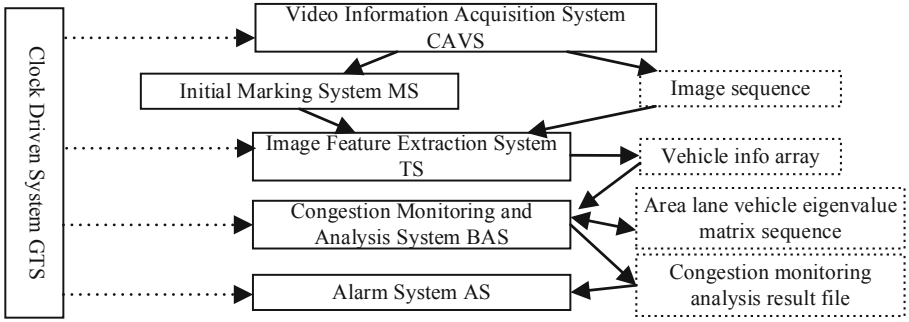 Clock Driven System GTS
Video Information Acquisition System
CAVS
Initial Marking System MS
Image sequence
Image Feature Extraction System
TS
Vehicle info array
Congestion Monitoring and
Analysis System BAS
Area lane vehicle eigenvalue
matrix sequence
Alarm System AS
Congestion monitoring
analysis result file